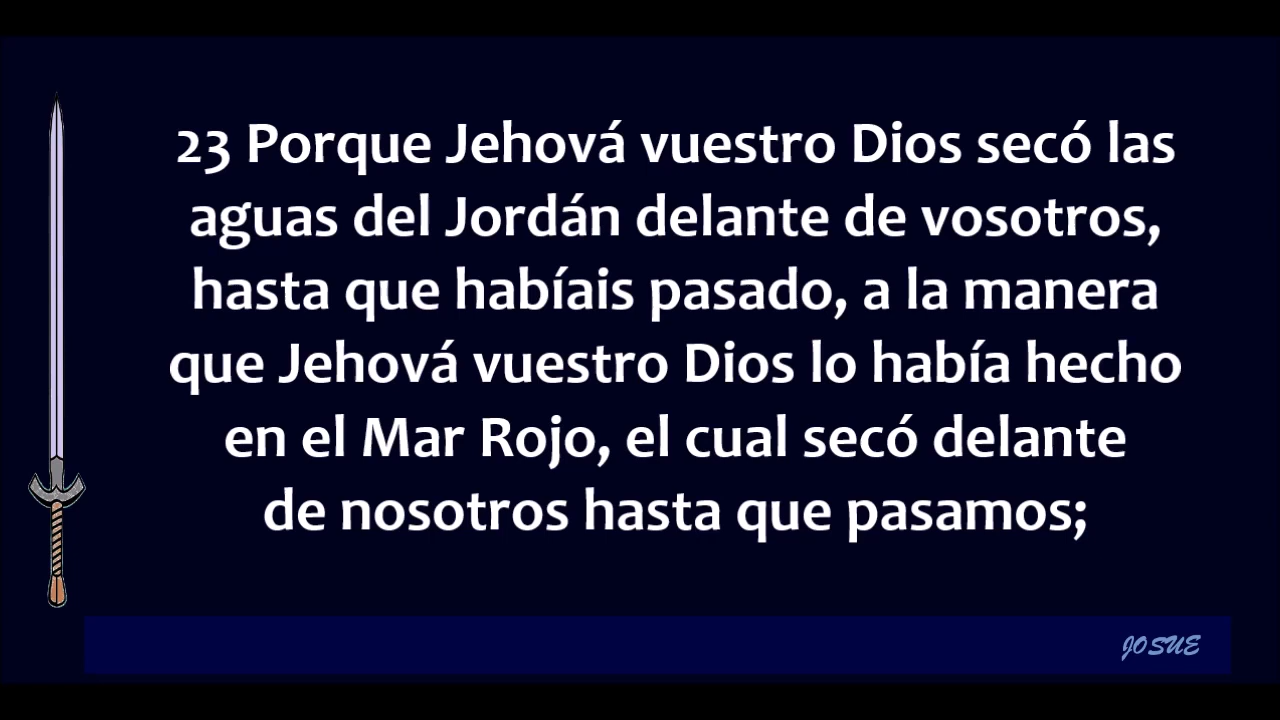 23 Porque Jehová vuestro Dios secó las
aguas del Jordán delante de vosotros,
hasta que habíais pasado, a la manera
que Jehová vuestro Dios lo había hecho
en el Mar Rojo, el cual secó delante
de nosotros hasta que pasamos;
JOSUE